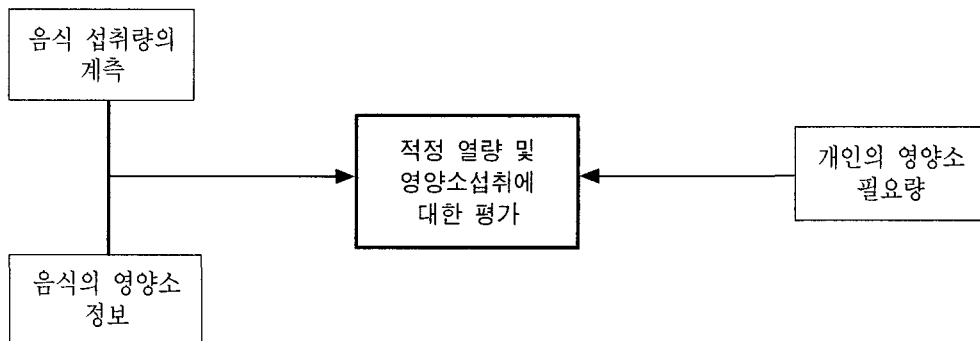 음식 섭취량의
계측
적정 열량 및
영양소섭취에
대한 평가
개인의 영양소
필요량
음식의 영양소
정보